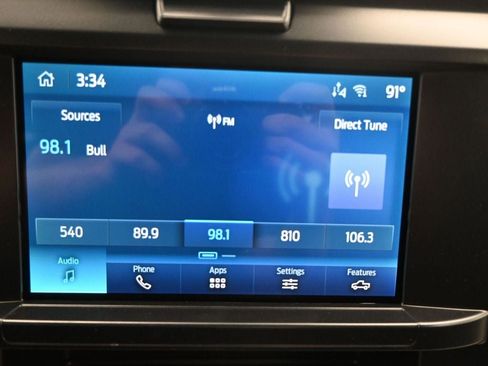 3:34
91°
Sources
FM
Direct Tune
98.1 Bull
540 89.9 98.1 810 106.3
Audio Phone Apps Settings Features